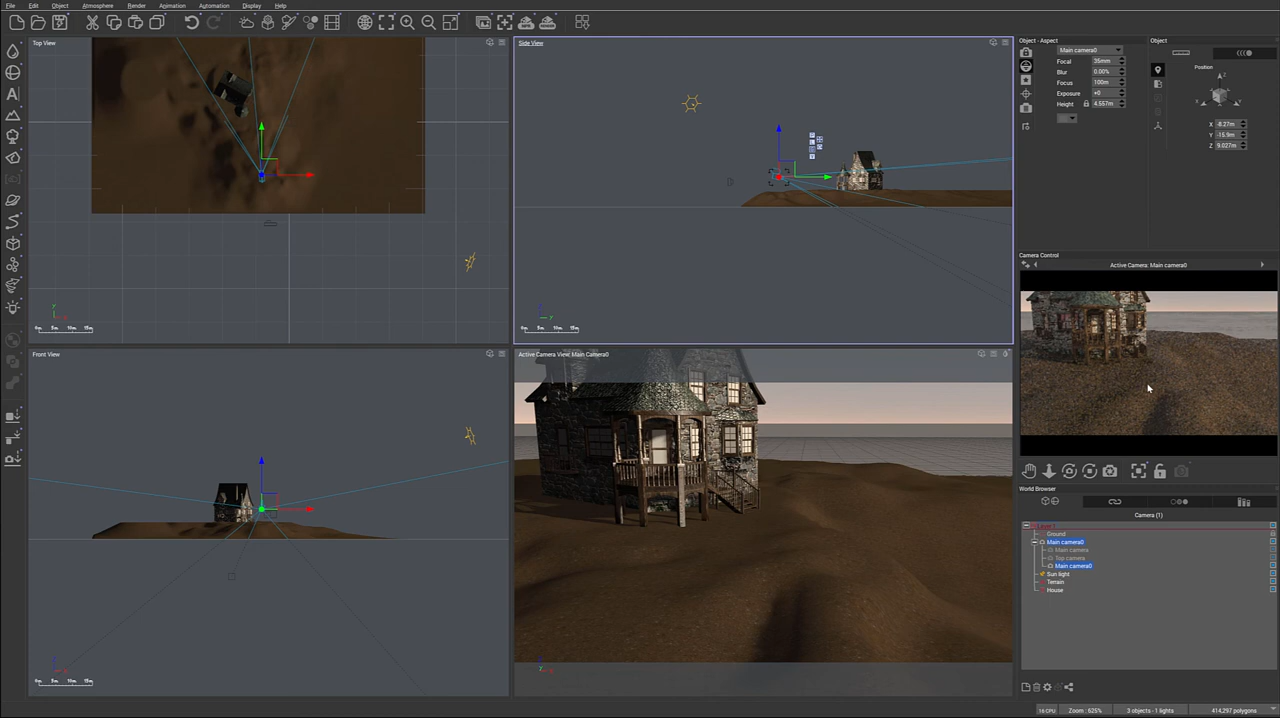 File Edit Object Atmosphere Render Animation Automation Display Help
Top View
Side View
Front View
Active Camera View: Main Camera0
Object - Aspect
Main camera0
Focal 35mm
Blur 0.00%
Focus 100m
Exposure +0
Height 4.557m
Object
Position
X -8.27m
Y -15.9m
Z 9.027m
Camera Control
Active Camera: Main camera0
World Browser
Camera (1)
Layer 1
Ground
Main camera0
Main camera
Top camera
Main camera0
Sun light
Terrain
House
16 CPU Zoom : 625% 3 objects - 1 lights 414,297 polygons